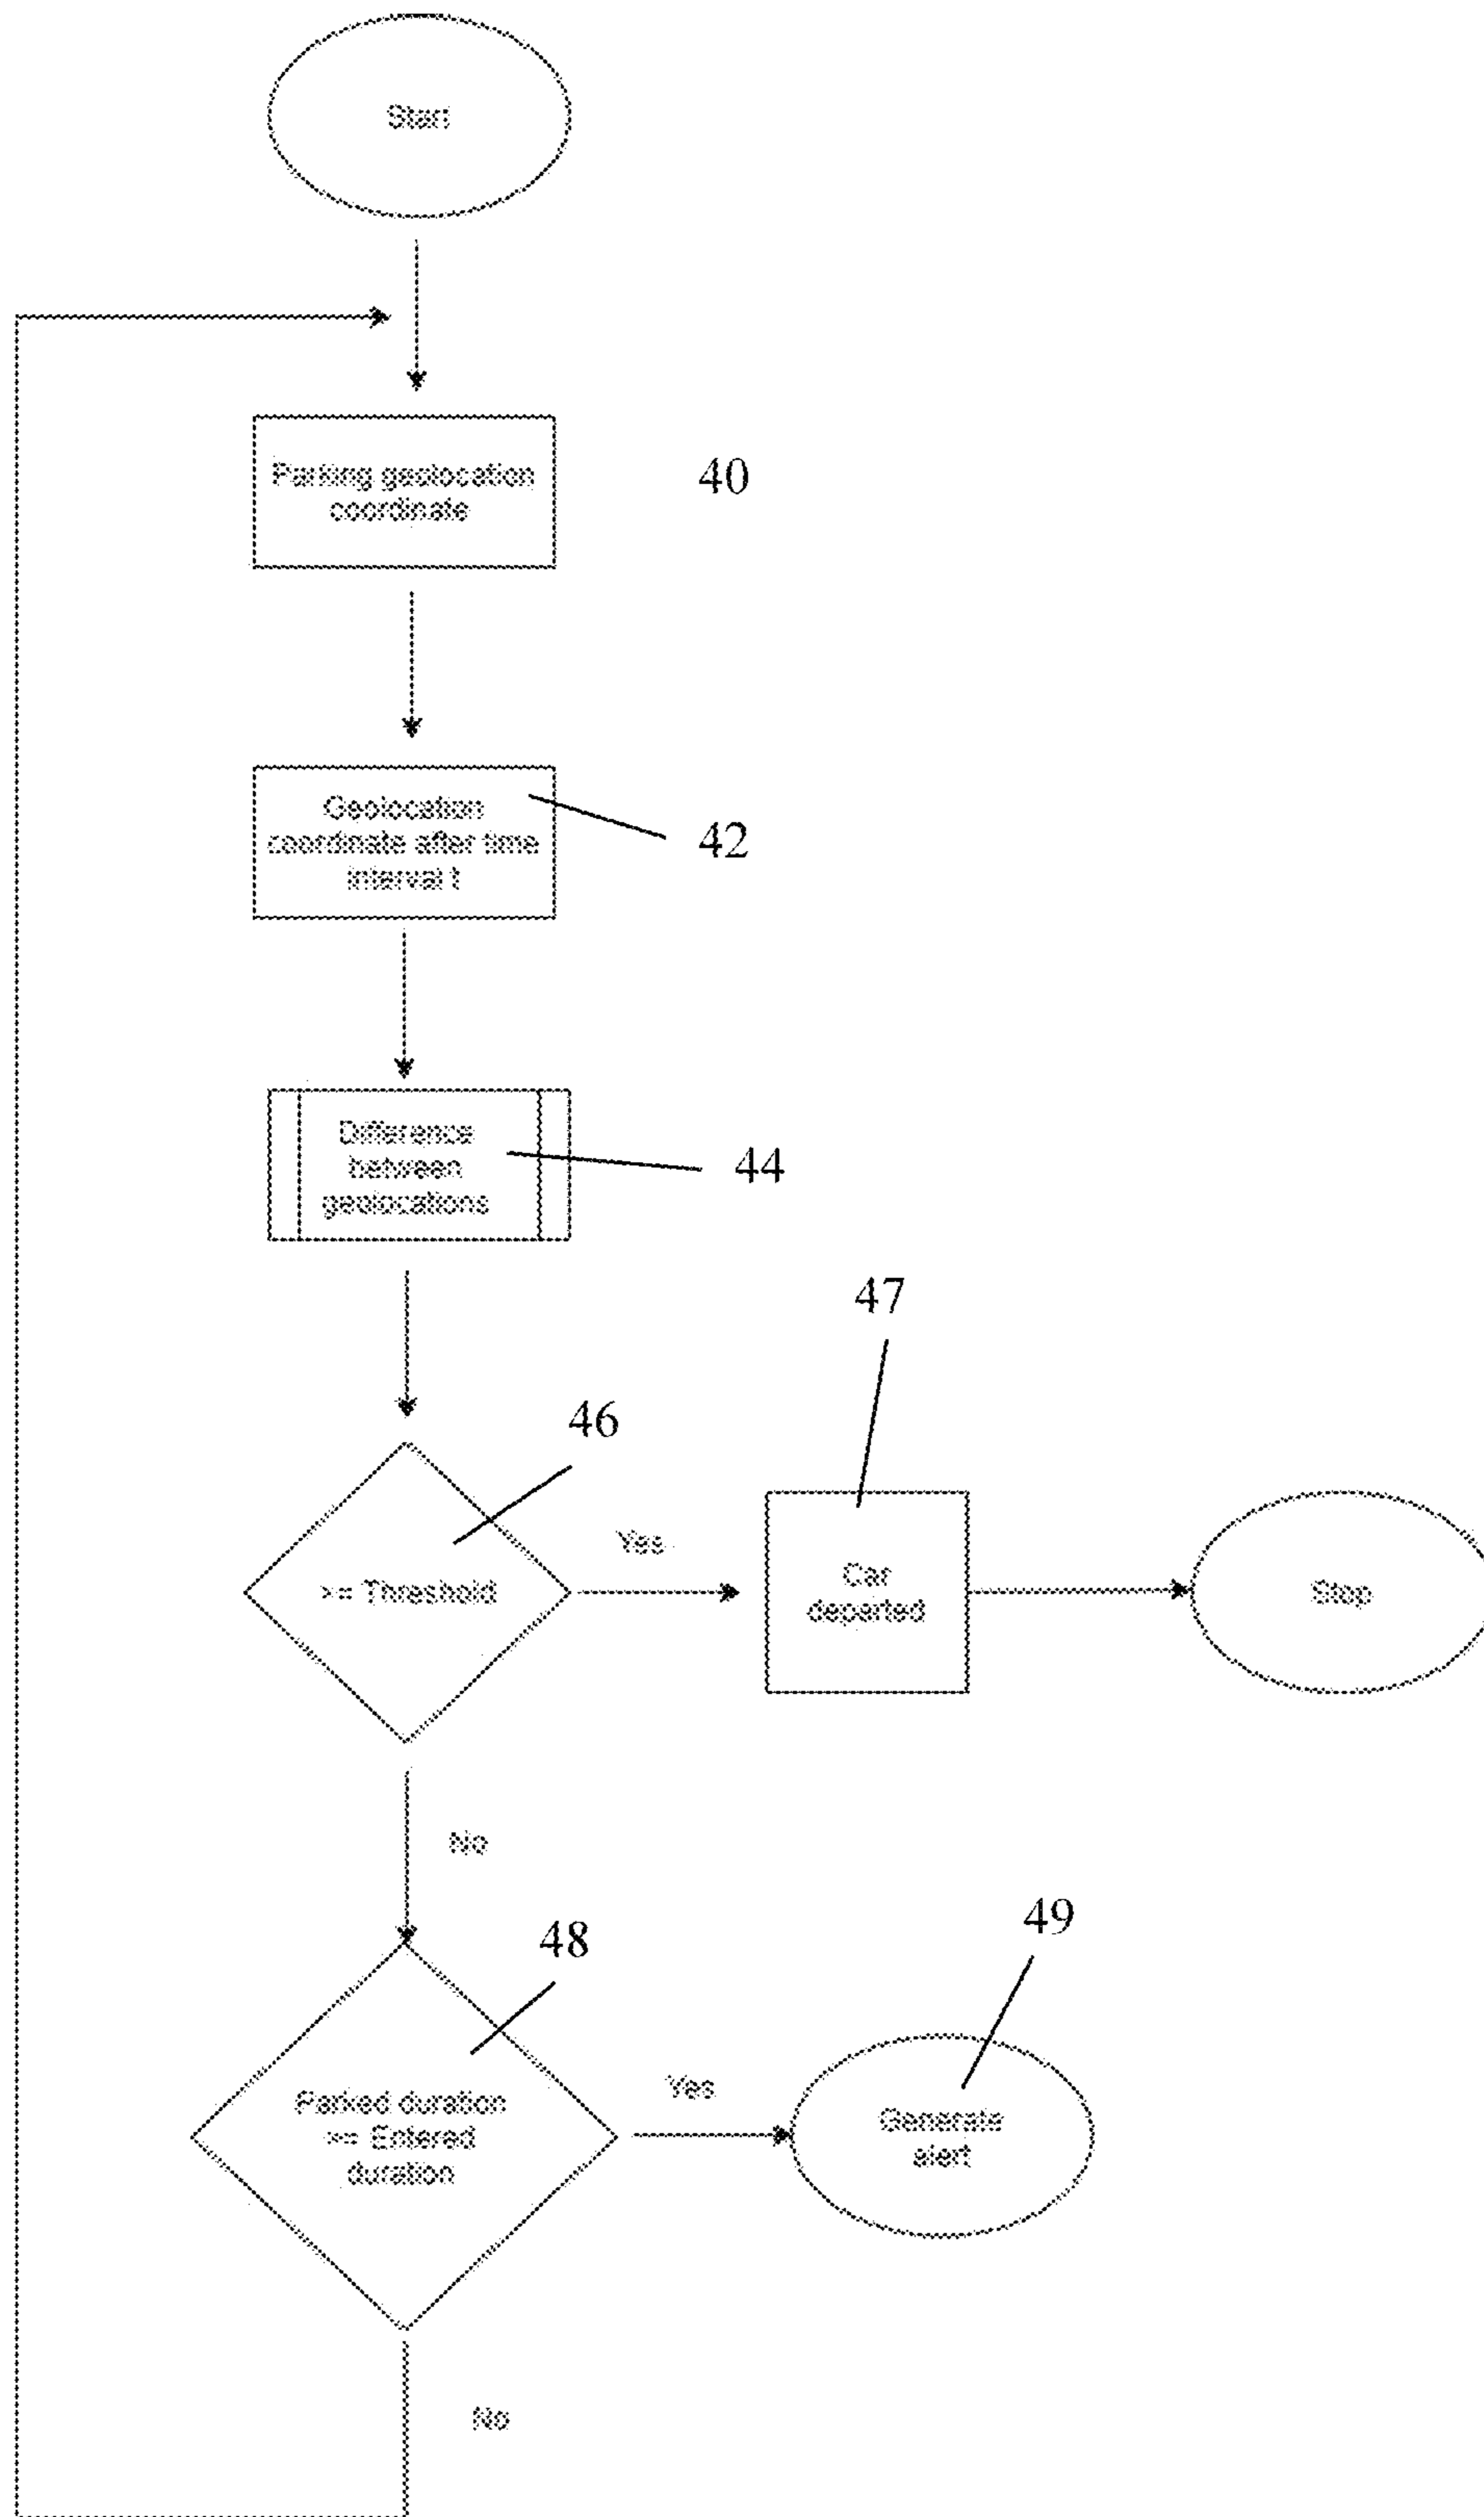 Start
Parking geolocation
coordinate
40
Geolocation
coordinate after time
interval t
42
Difference
between
geolocations
44
47
46
>= Threshold
Yes
Car
departed
Stop
No
48
49
Parked duration
>= Entered
duration
Yes
Generate
alert
No